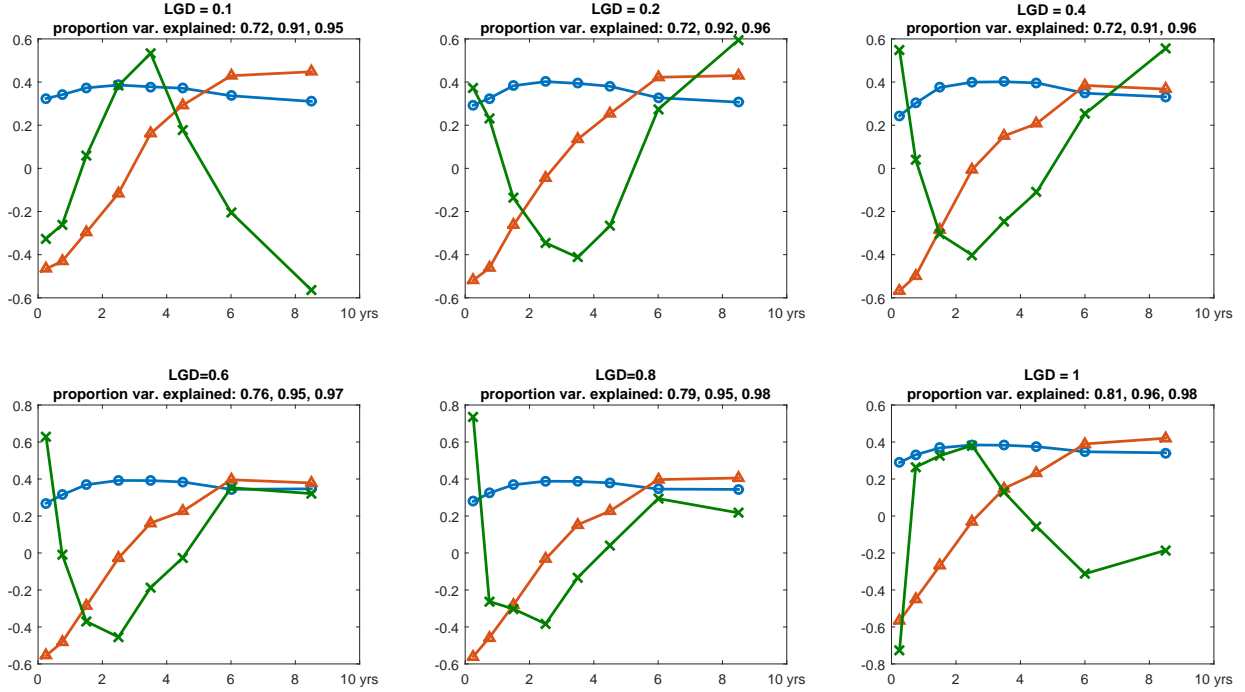 LGD = 0.1
proportion var. explained: 0.72, 0.91, 0.95
0.6
0.4
0.2
0
-0.2
-0.4
-0.6
0 2 4 6 8 10 yrs
LGD = 0.2
proportion var. explained: 0.72, 0.92, 0.96
0.6
0.4
0.2
0
-0.2
-0.4
-0.6
0 2 4 6 8 10 yrs
LGD = 0.4
proportion var. explained: 0.72, 0.91, 0.96
0.6
0.4
0.2
0
-0.2
-0.4
-0.6
0 2 4 6 8 10 yrs
LGD=0.6
proportion var. explained: 0.76, 0.95, 0.97
0.8
0.6
0.4
0.2
0
-0.2
-0.4
-0.6
0 2 4 6 8 10 yrs
LGD=0.8
proportion var. explained: 0.79, 0.95, 0.98
0.8
0.6
0.4
0.2
0
-0.2
-0.4
-0.6
0 2 4 6 8 10 yrs
LGD = 1
proportion var. explained: 0.81, 0.96, 0.98
0.6
0.4
0.2
0
-0.2
-0.4
-0.6
-0.8
0 2 4 6 8 10 yrs